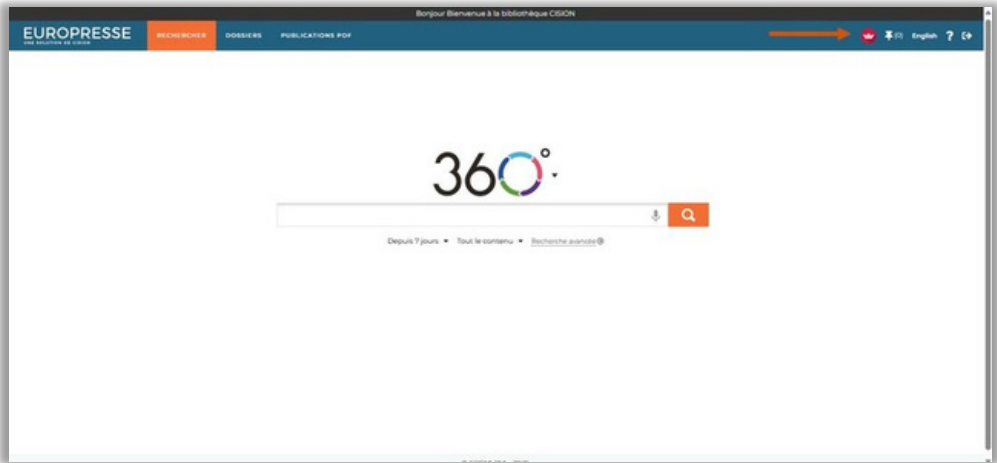 Bonjour Bienvenue à la bibliothèque CISION
EUROPRESSE
UNE SOLUTION DE CISION
RECHERCHER DOSSIERS PUBLICATIONS PDF
(0) English ?
360°
Depuis 7 jours Tout le contenu Recherche avancée